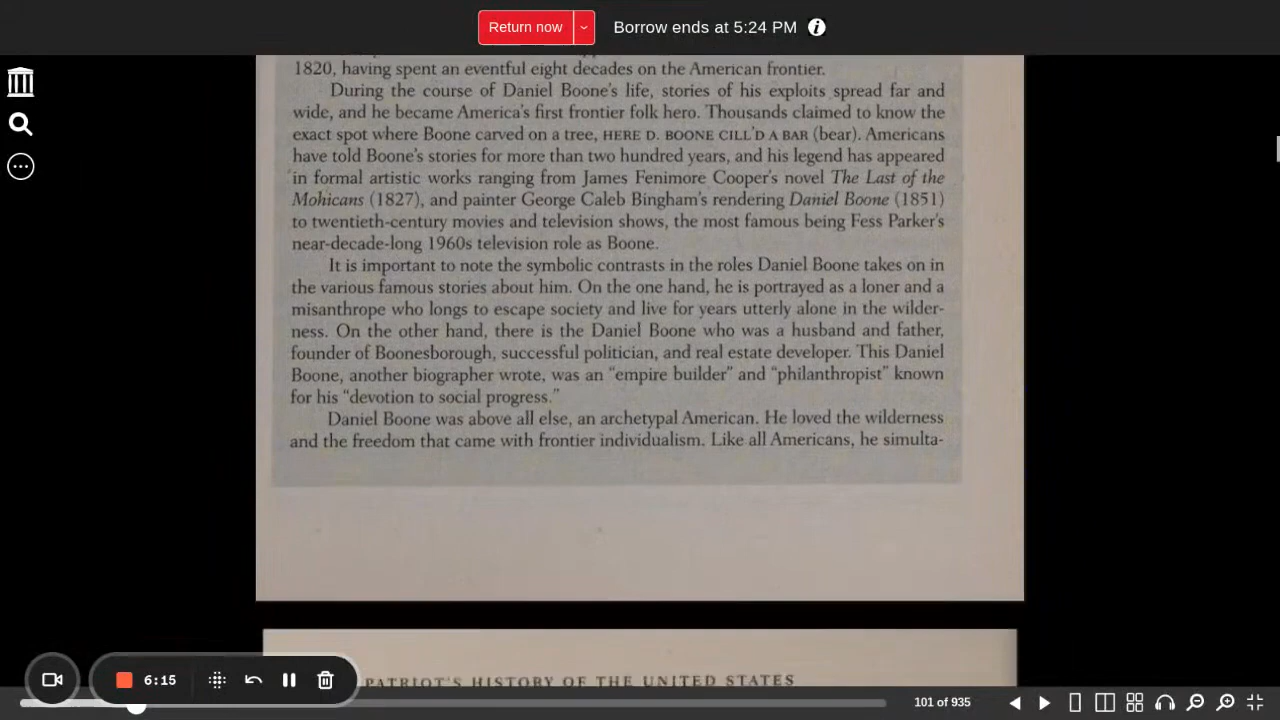 Return now
Borrow ends at 5:24 PM
1820, having spent an eventful eight decades on the American frontier.
During the course of Daniel Boone's life, stories of his exploits spread far and
wide, and he became America's first frontier folk hero. Thousands claimed to know the
exact spot where Boone carved on a tree, HERE D. BOONE CILL'D A BAR (bear). Americans
have told Boone's stories for more than two hundred years, and his legend has appeared
in formal artistic works ranging from James Fenimore Cooper's novel The Last of the
Mohicans (1827), and painter George Caleb Bingham's rendering Daniel Boone (1851)
to twentieth-century movies and television shows, the most famous being Fess Parker's
near-decade-long 1960s television role as Boone.
It is important to note the symbolic contrasts in the roles Daniel Boone takes on in
the various famous stories about him. On the one hand, he is portrayed as a loner and a
misanthrope who longs to escape society and live for years utterly alone in the wilder-
ness. On the other hand, there is the Daniel Boone who was a husband and father,
founder of Boonesborough, successful politician, and real estate developer. This Daniel
Boone, another biographer wrote, was an "empire builder" and "philanthropist" known
for his "devotion to social progress."
Daniel Boone was above all else, an archetypal American. He loved the wilderness
and the freedom that came with frontier individualism. Like all Americans, he simulta-
PATRIOT'S HISTORY OF THE UNITED STATES
6:15
101 of 935